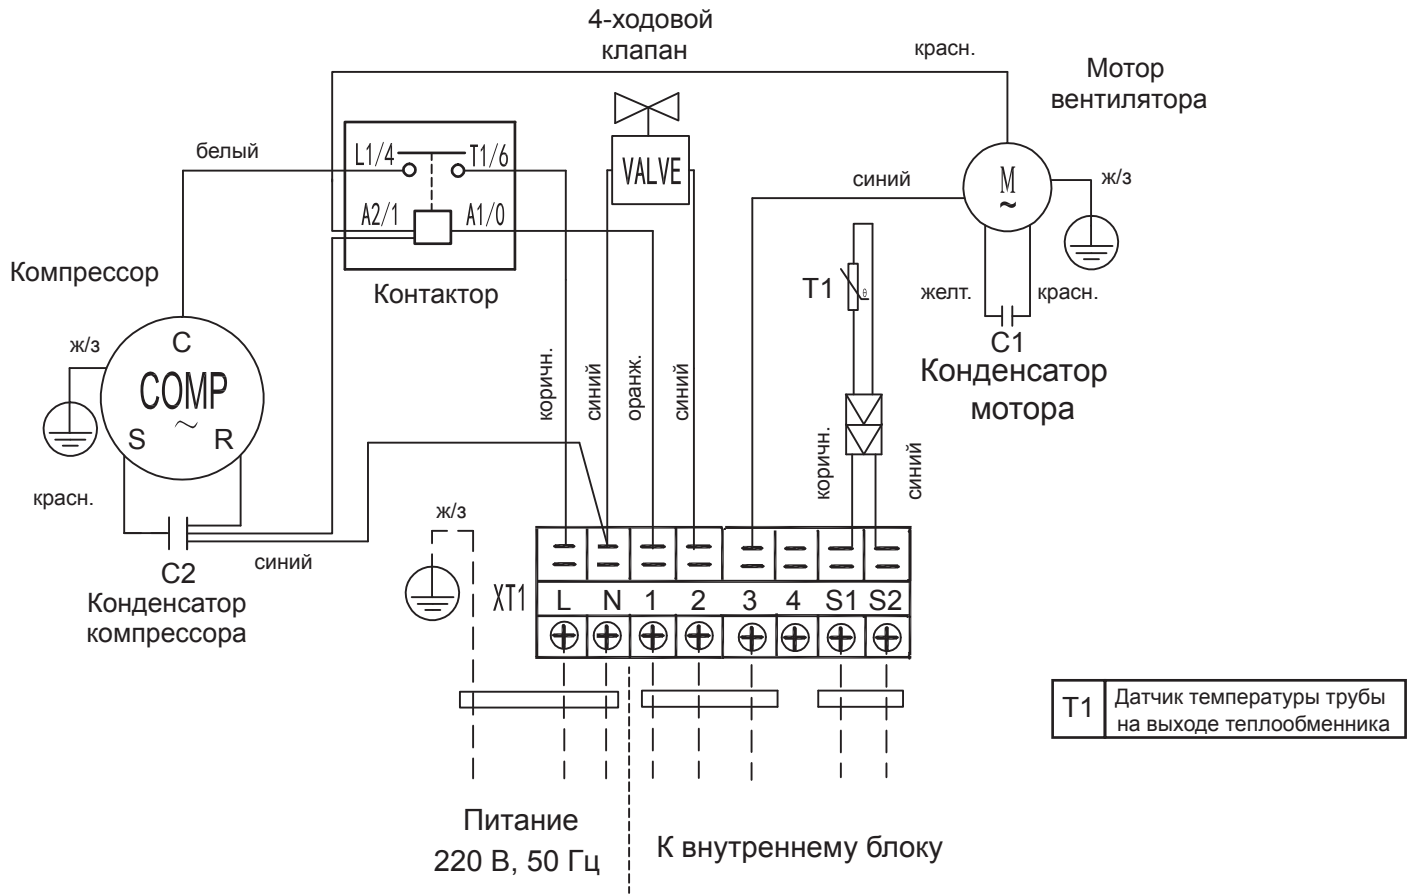 4-ходовой
клапан
красн.
Мотор
вентилятора
белый
L1/4
T1/6
VALVE
синий
M
~
ж/з
A2/1
A1/0
Компрессор
Контактор
T1
θ
желт.
красн.
C1
Конденсатор
мотора
ж/з
C
COMP
~
S
R
коричн.
синий
оранж.
синий
коричн.
синий
красн.
ж/з
синий
C2
Конденсатор
компрессора
XT1
L N 1 2 3 4 S1 S2
T1
Датчик температуры трубы
на выходе теплообменника
Питание
220 В, 50 Гц
К внутреннему блоку